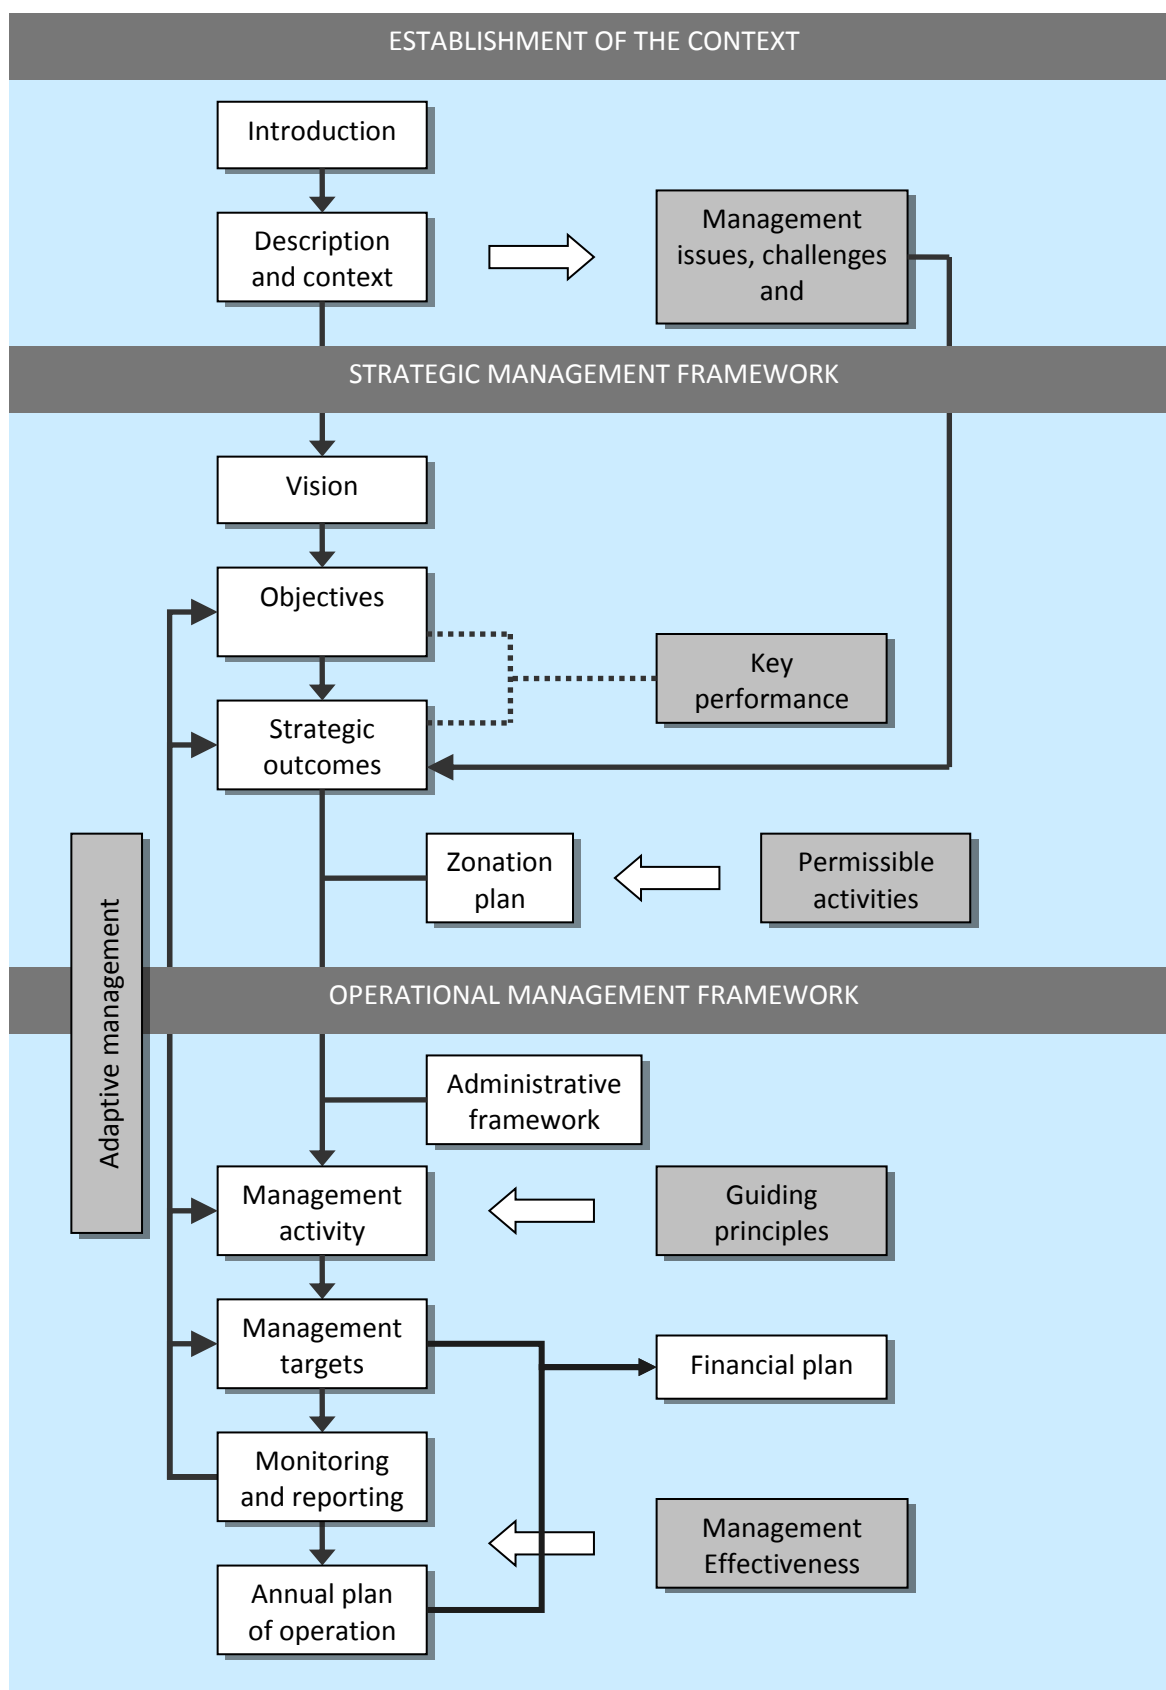 ESTABLISHMENT OF THE CONTEXT
Introduction
Description
and context
Management
issues, challenges
and
STRATEGIC MANAGEMENT FRAMEWORK
Vision
Objectives
Key
performance
Strategic
outcomes
Zonation
plan
Permissible
activities
Adaptive management
OPERATIONAL MANAGEMENT FRAMEWORK
Administrative
framework
Management
activity
Guiding
principles
Management
targets
Financial plan
Monitoring
and reporting
Management
Effectiveness
Annual plan
of operation